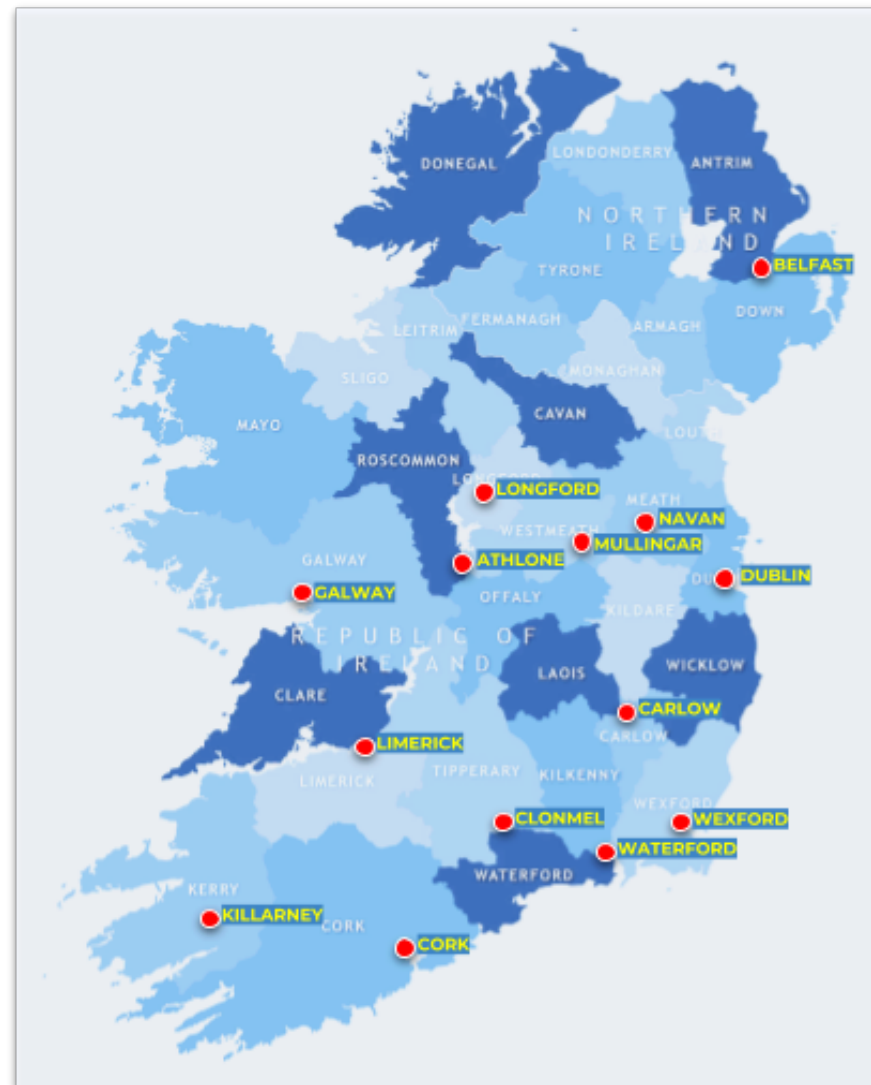 DONEGAL
LONDONDERRY
ANTRIM
NORTHERN
IRELAND
TYRONE
BELFAST
DOWN
FERMANAGH
ARMAGH
LEITRIM
MONAGHAN
SLIGO
CAVAN
MAYO
LOUTH
ROSCOMMON
LONGFORD
LONGFORD
MEATH
NAVAN
WESTMEATH
MULLINGAR
GALWAY
ATHLONE
DUBLIN
GALWAY
OFFALY
KILDARE
REPUBLIC OF
IRELAND
WICKLOW
LAOIS
CLARE
CARLOW
CARLOW
LIMERICK
TIPPERARY
KILKENNY
LIMERICK
WEXFORD
CLONMEL
WEXFORD
WATERFORD
WATERFORD
KERRY
KILLARNEY
CORK
CORK